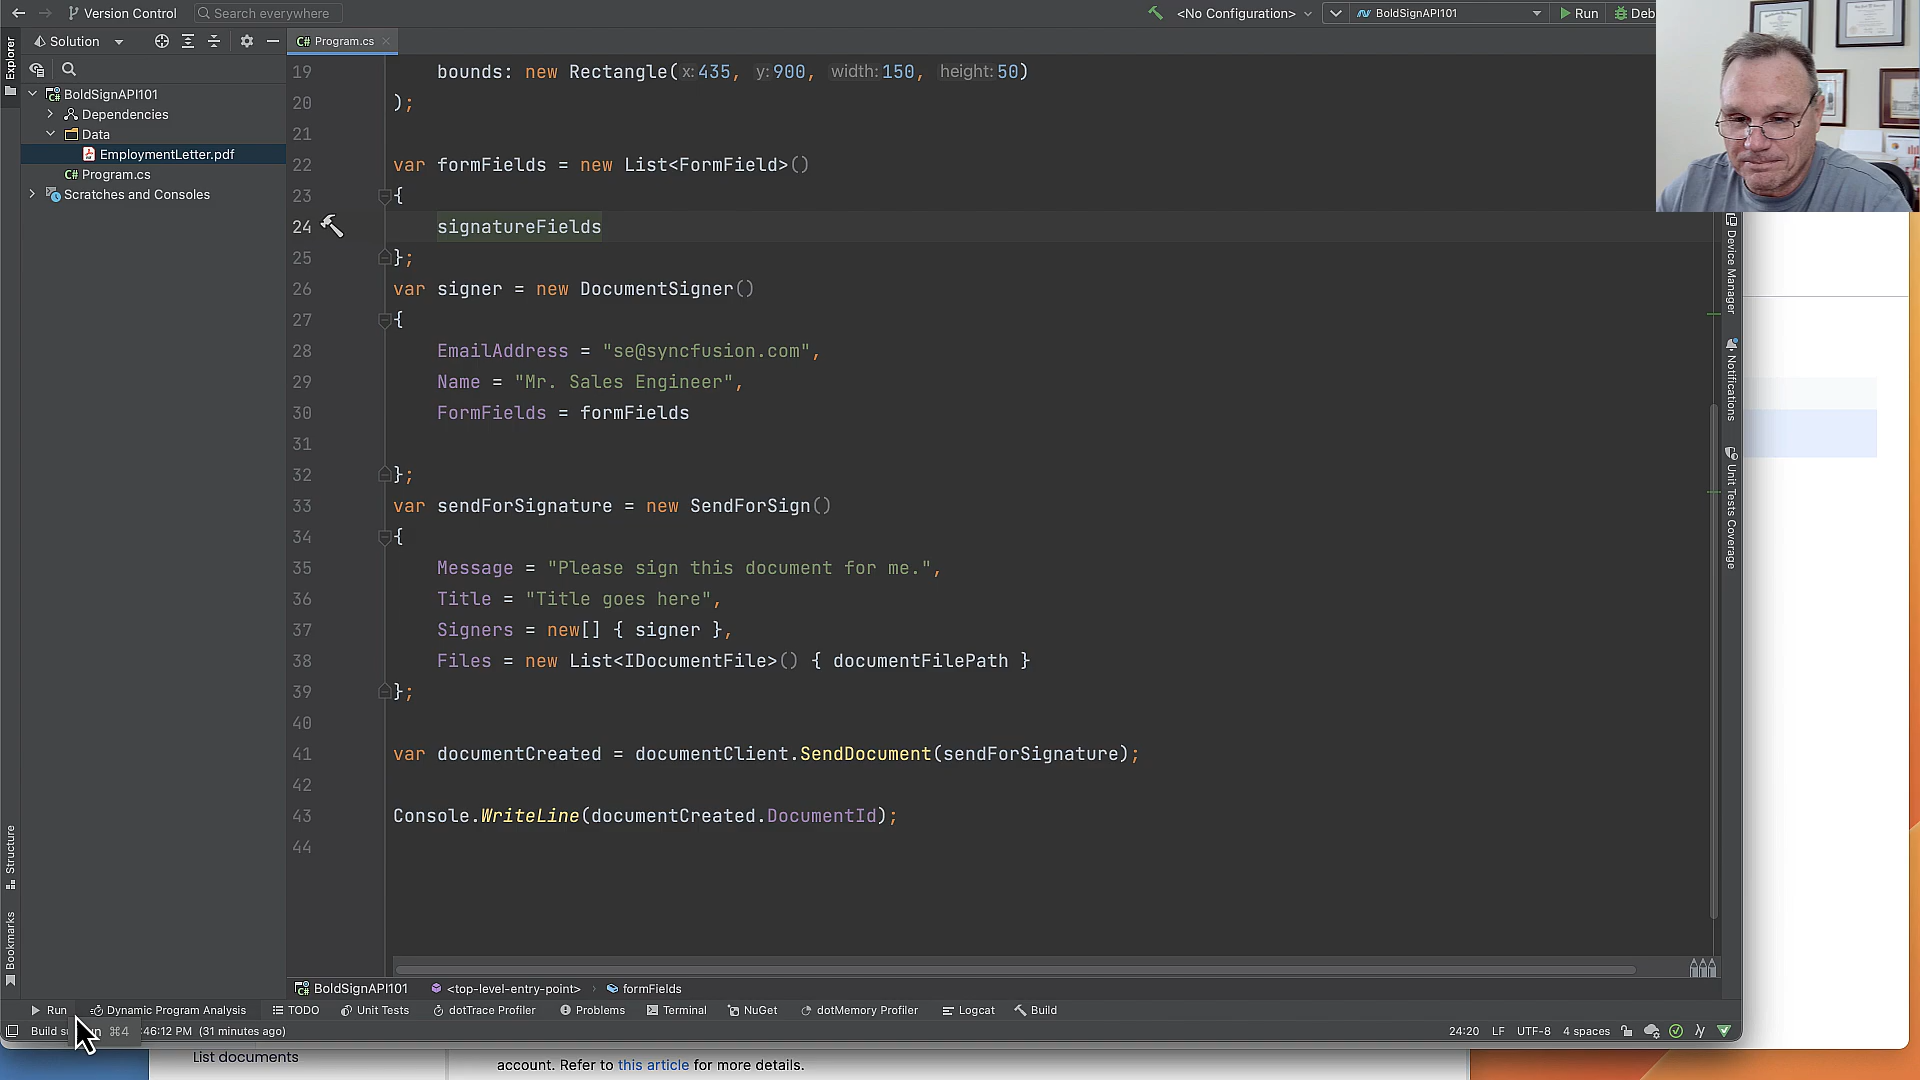 Version Control
Search everywhere
<No Configuration>
BoldSignAPI101
Run
Deb
Explorer
Solution
C# Program.cs
BoldSignAPI101
Dependencies
Data
EmploymentLetter.pdf
C# Program.cs
Scratches and Consoles
19 bounds: new Rectangle(x:435, y:900, width:150, height:50)
20 );
21
22 var formFields = new List<FormField>()
23 {
24 signatureFields
25 };
26 var signer = new DocumentSigner()
27 {
28 EmailAddress = "se@syncfusion.com",
29 Name = "Mr. Sales Engineer",
30 FormFields = formFields
31
32 };
33 var sendForSignature = new SendForSign()
34 {
35 Message = "Please sign this document for me.",
36 Title = "Title goes here",
37 Signers = new[] { signer },
38 Files = new List<IDocumentFile>() { documentFilePath }
39 };
40
41 var documentCreated = documentClient.SendDocument(sendForSignature);
42
43 Console.WriteLine(documentCreated.DocumentId);
44
Device Manager
Notifications
Unit Tests Coverage
Structure
Bookmarks
BoldSignAPI101 <top-level-entry-point> formFields
Run Dynamic Program Analysis TODO Unit Tests dotTrace Profiler Problems Terminal NuGet dotMemory Profiler Logcat Build
Build ⌘4 :46:12 PM (31 minutes ago)
24:20 LF UTF-8 4 spaces
List documents
account. Refer to this article for more details.